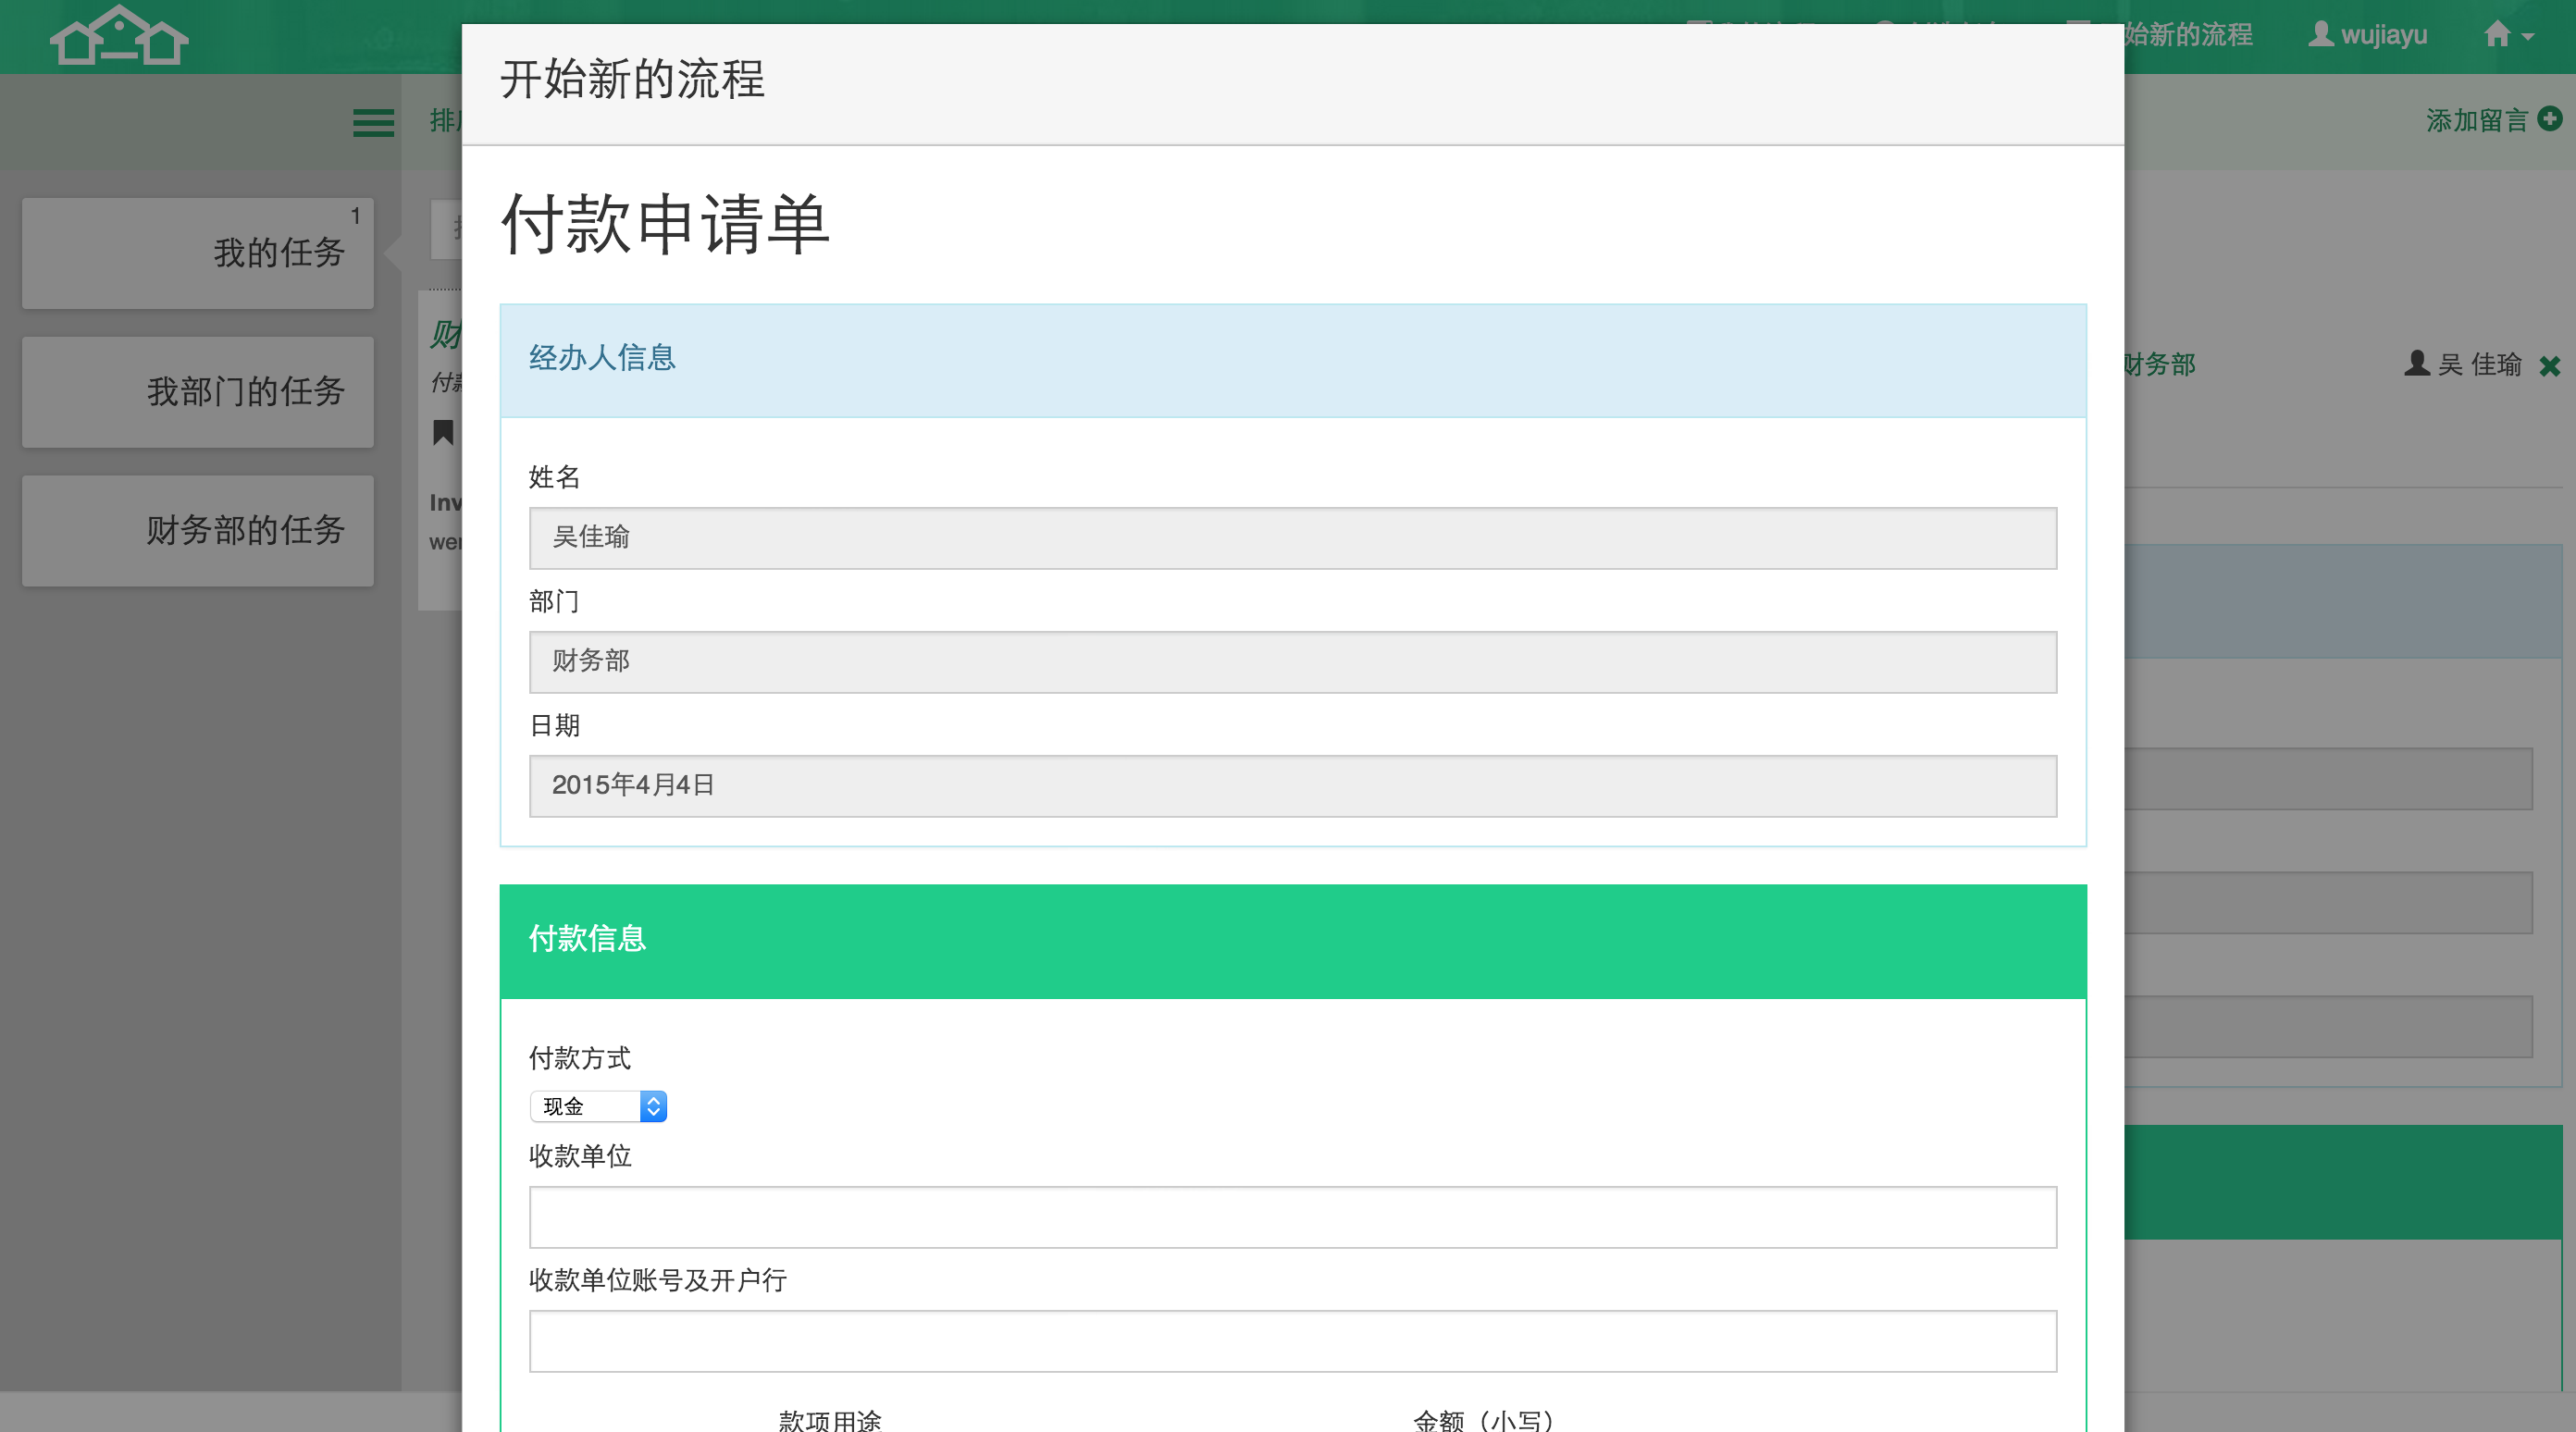 始新的流程
wujiayu
开始新的流程
添加留言
付款申请单
1
我的任务
我部门的任务
财务部的任务
经办人信息
姓名
吴佳瑜
部门
财务部
日期
2015年4月4日
付款信息
付款方式
现金
收款单位
收款单位账号及开户行
款项用途
金额（小写）
排
财
付款
Inv
wer
财务部
吴 佳瑜